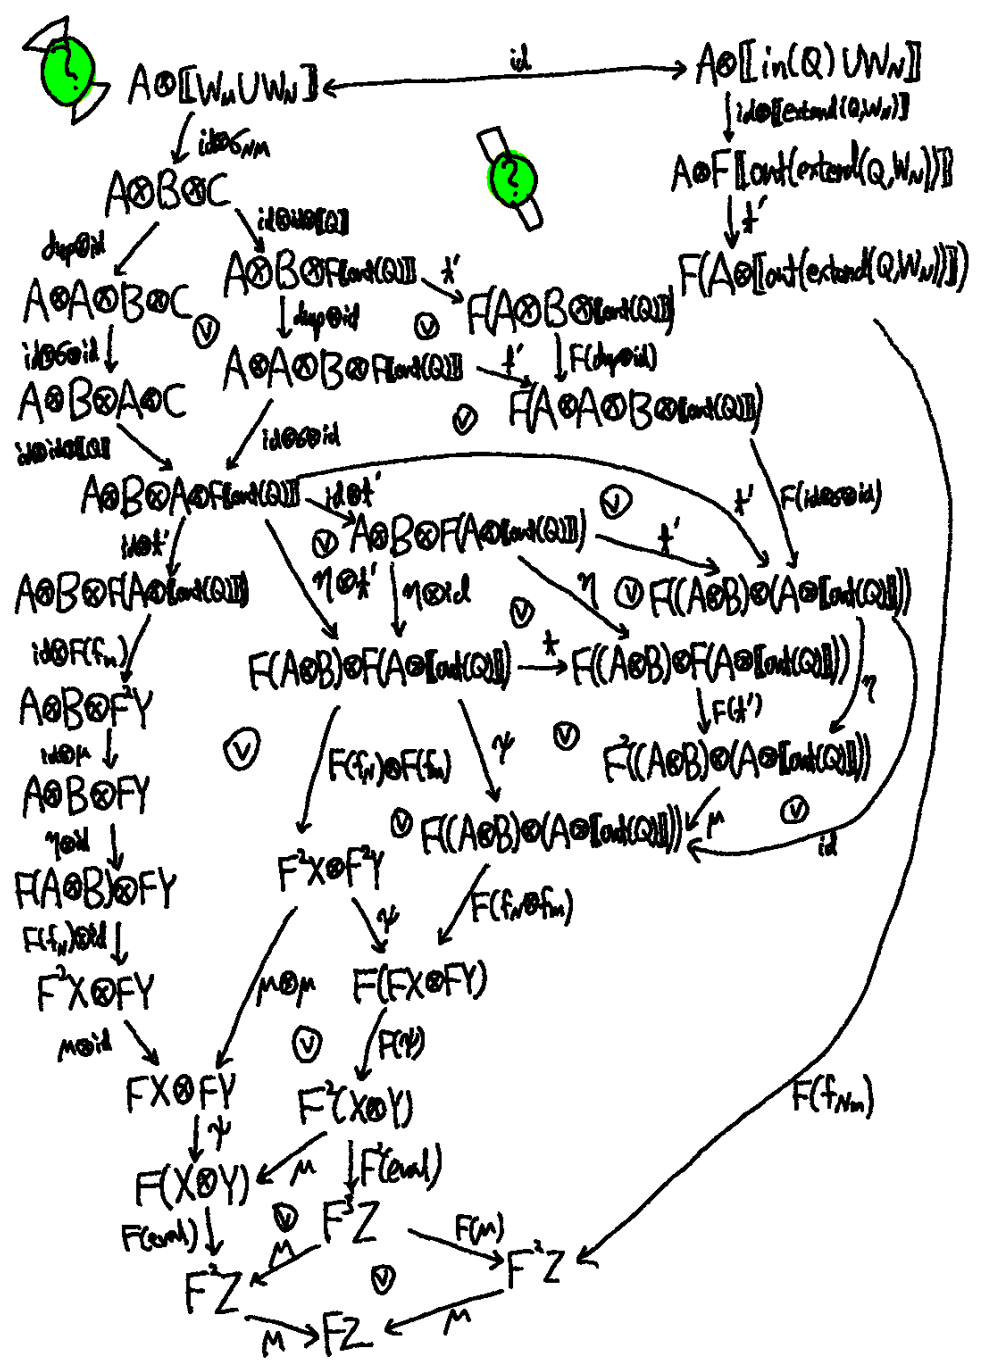 ?
id
A⊗⟦W_M∪W_N⟧
A⊗⟦in(Q)∪W_N⟧
id⊗σ_NM
id⊗⟦extend(Q,W_N)⟧
?
A⊗B⊗C
A⊗F⟦out(extend(Q,W_N))⟧
dup⊗id
id⊗id⊗⟦Q⟧
t'
A⊗A⊗B⊗C
A⊗B⊗F⟦out(Q)⟧
t'
F(A⊗⟦out(extend(Q,W_N))⟧)
F(A⊗B⊗⟦out(Q)⟧)
v
dup⊗id
v
id⊗σ⊗id
F(dup⊗id)
A⊗A⊗B⊗F⟦out(Q)⟧
t'
A⊗B⊗A⊗C
v
F(A⊗A⊗B⊗⟦out(Q)⟧)
id⊗id⊗⟦Q⟧
id⊗σ⊗id
A⊗B⊗A⊗F⟦out(Q)⟧
id⊗t'
v
t'
F(id⊗σ⊗id)
id⊗t'
v
A⊗B⊗F(A⊗⟦out(Q)⟧)
t'
A⊗B⊗F(A⊗⟦out(Q)⟧)
η⊗t'
η⊗id
v
η
v
F((A⊗B)⊗(A⊗⟦out(Q)⟧))
id⊗F(f_m)
F(A⊗B)⊗F(A⊗⟦out(Q)⟧)
t
F((A⊗B)⊗F(A⊗⟦out(Q)⟧))
A⊗B⊗F²Y
F(t')
η
id⊗μ
v
F(f_N)⊗F(f_m)
ψ
v
F²((A⊗B)⊗(A⊗⟦out(Q)⟧))
A⊗B⊗FY
μ
v
η⊗id
v
F((A⊗B)⊗(A⊗⟦out(Q)⟧))
id
F(A⊗B)⊗FY
F²X⊗F²Y
F(f_N⊗f_m)
F(f_N)⊗id
ψ
F²X⊗FY
μ⊗μ
F(FX⊗FY)
μ⊗id
v
F(ψ)
FX⊗FY
F²(X⊗Y)
F(f_Nm)
ψ
μ
F²(eval)
F(X⊗Y)
F(eval)
v
F³Z
F(μ)
μ
F²Z
F²Z
v
μ
FZ
μ